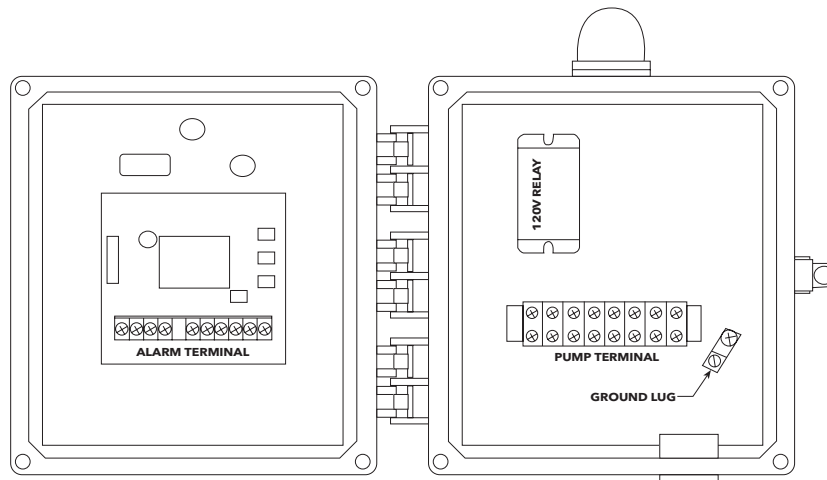 120V RELAY
ALARM TERMINAL
PUMP TERMINAL
GROUND LUG